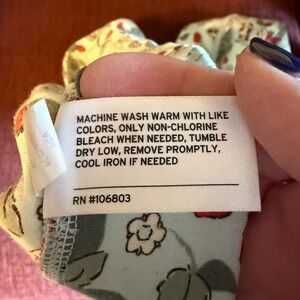 MACHINE WASH WARM WITH LIKE
COLORS, ONLY NON-CHLORINE
BLEACH WHEN NEEDED, TUMBLE
DRY LOW, REMOVE PROMPTLY,
COOL IRON IF NEEDED
RN #106803